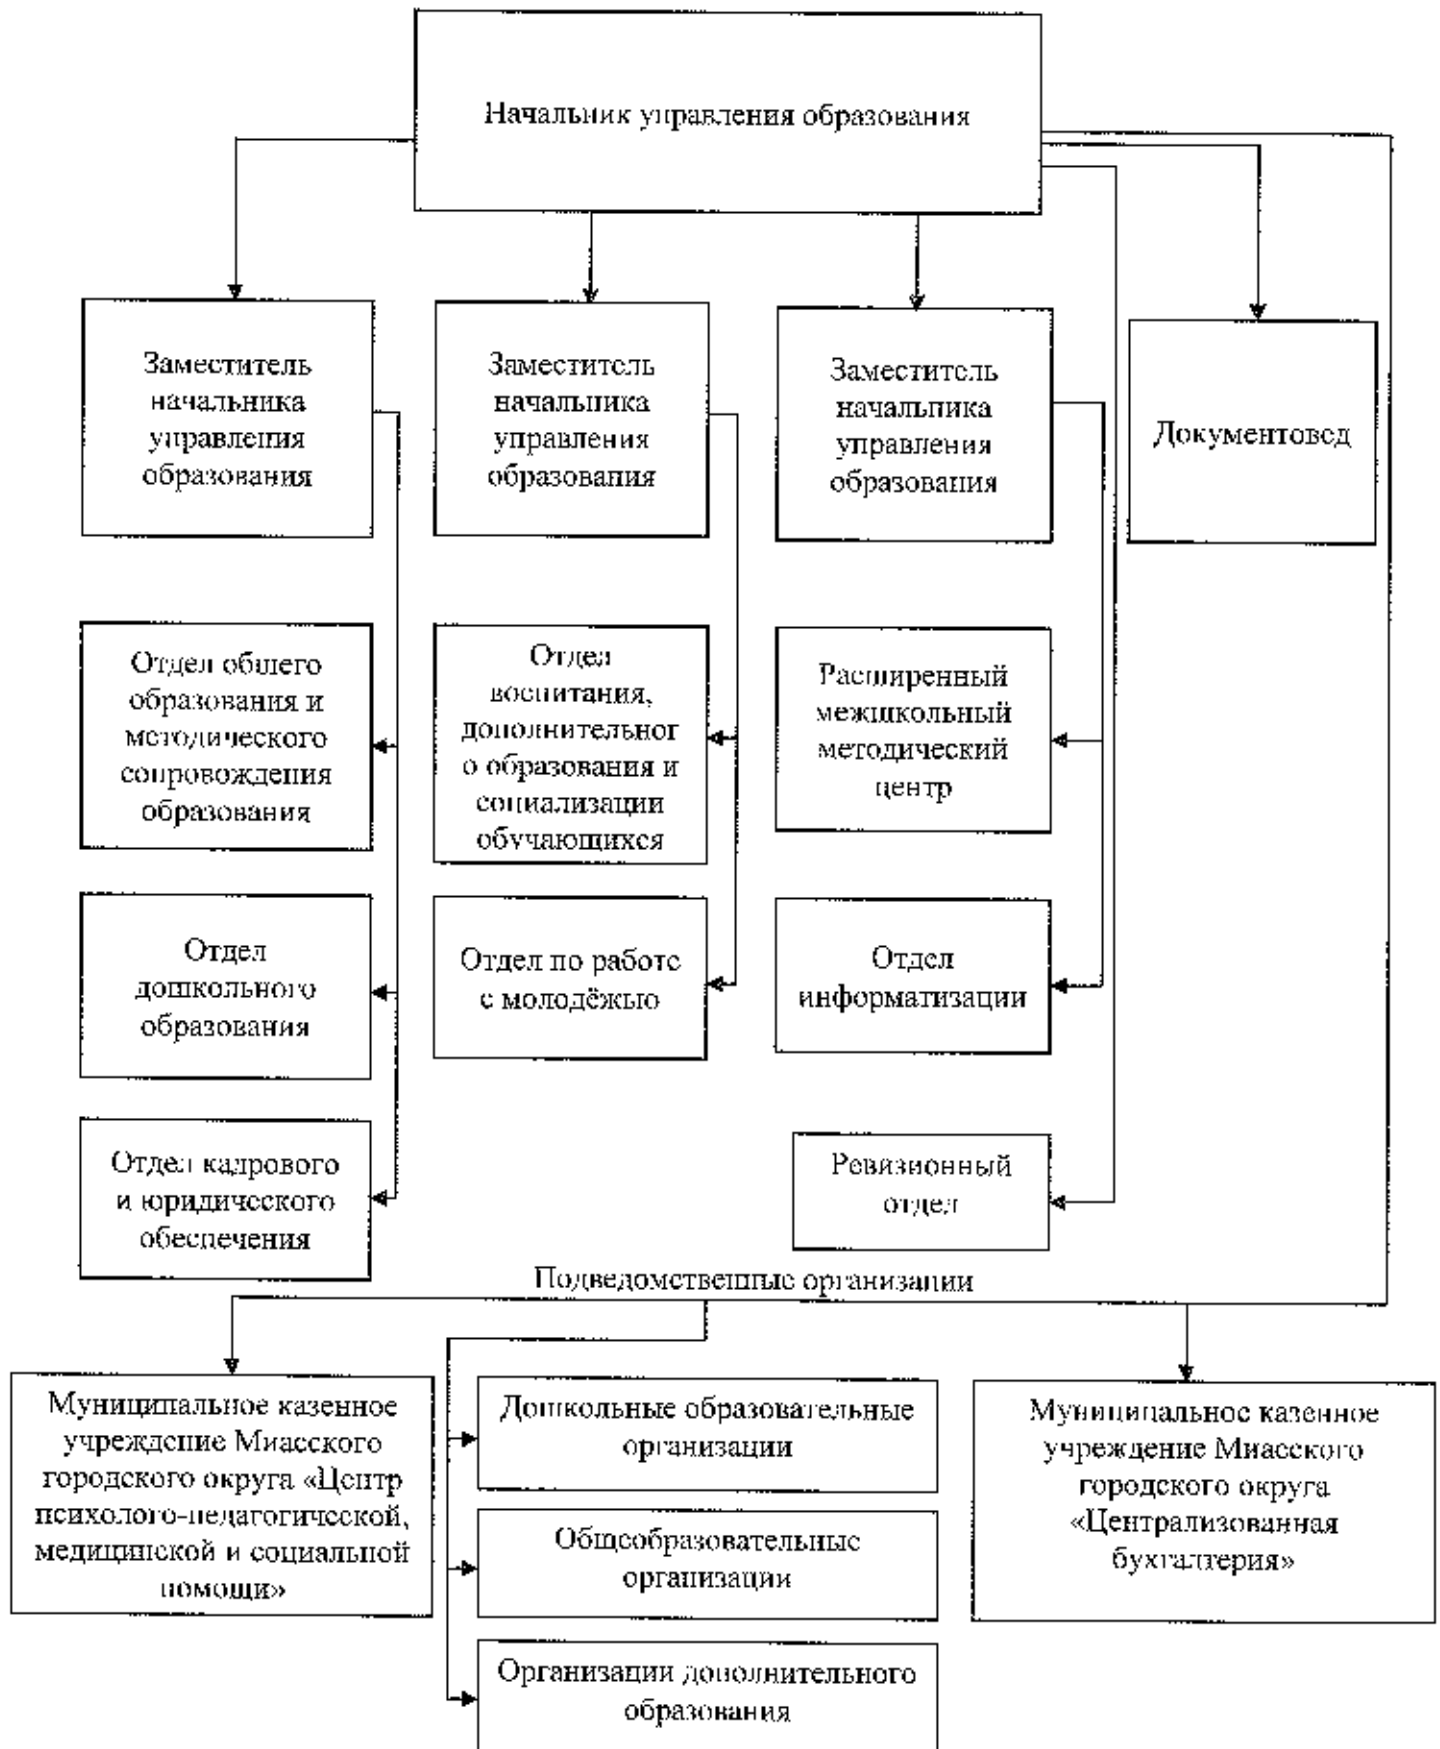 Начальник управления образования
Заместитель
начальника
управления
образования
Заместитель
начальника
управления
образования
Заместитель
начальника
управления
образования
Документовед
Отдел общего
образования и
методического
сопровождения
образования
Отдел
воспитания,
дополнительног
о образования и
социализации
обучающихся
Расширенный
межшкольный
методический
центр
Отдел
дошкольного
образования
Отдел по работе
с молодёжью
Отдел
информатизации
Отдел кадрового
и юридического
обеспечения
Ревизионный
отдел
Подведомственные организации
Муниципальное казенное
учреждение Миасского
городского округа «Центр
психолого-педагогической,
медицинской и социальной
помощи»
Дошкольные образовательные
организации
Общеобразовательные
организации
Организации дополнительного
образования
Муниципальное казенное
учреждение Миасского
городского округа
«Централизованная
бухгалтерия»